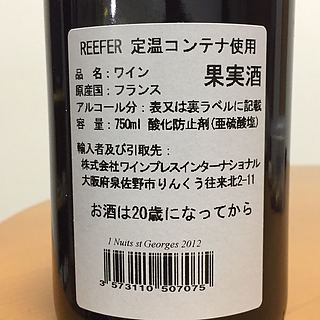 REEFER 定温コンテナ使用
品 名：ワイン 果実酒
原産国：フランス
アルコール分：表又は裏ラベルに記載
容 量：750ml 酸化防止剤(亜硫酸塩)
輸入者及び引取先：
株式会社ワインプレスインターナショナル
大阪府泉佐野市りんくう往来北2-11
お酒は20歳になってから
1 Nuits st Georges 2012
3 573110 507075